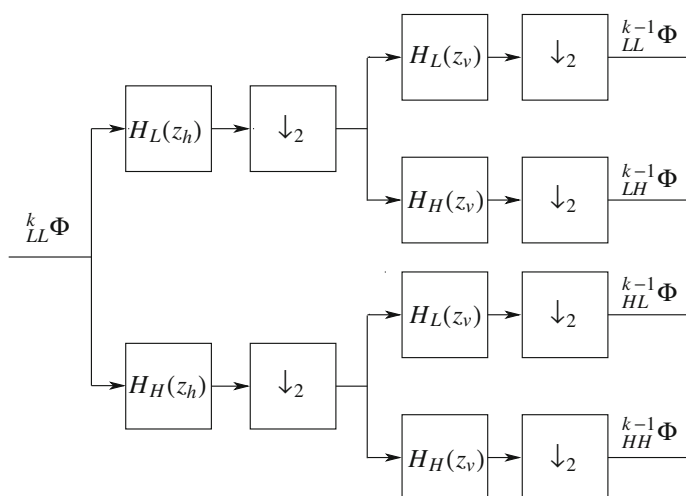 H_L(z_v) ↓2 ^{k−1}_{LL}Φ
H_L(z_h) ↓2
H_H(z_v) ↓2 ^{k−1}_{LH}Φ
^{k}_{LL}Φ
H_L(z_v) ↓2 ^{k−1}_{HL}Φ
H_H(z_h) ↓2
H_H(z_v) ↓2 ^{k−1}_{HH}Φ